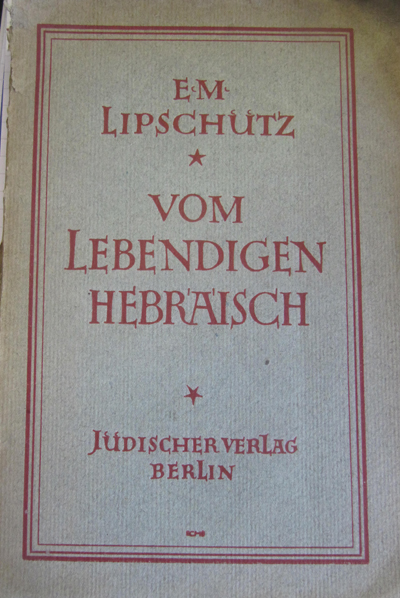 E. M.
LIPSCHÜTZ
VOM
LEBENDIGEN
HEBRÄISCH
JÜDISCHER VERLAG
BERLIN